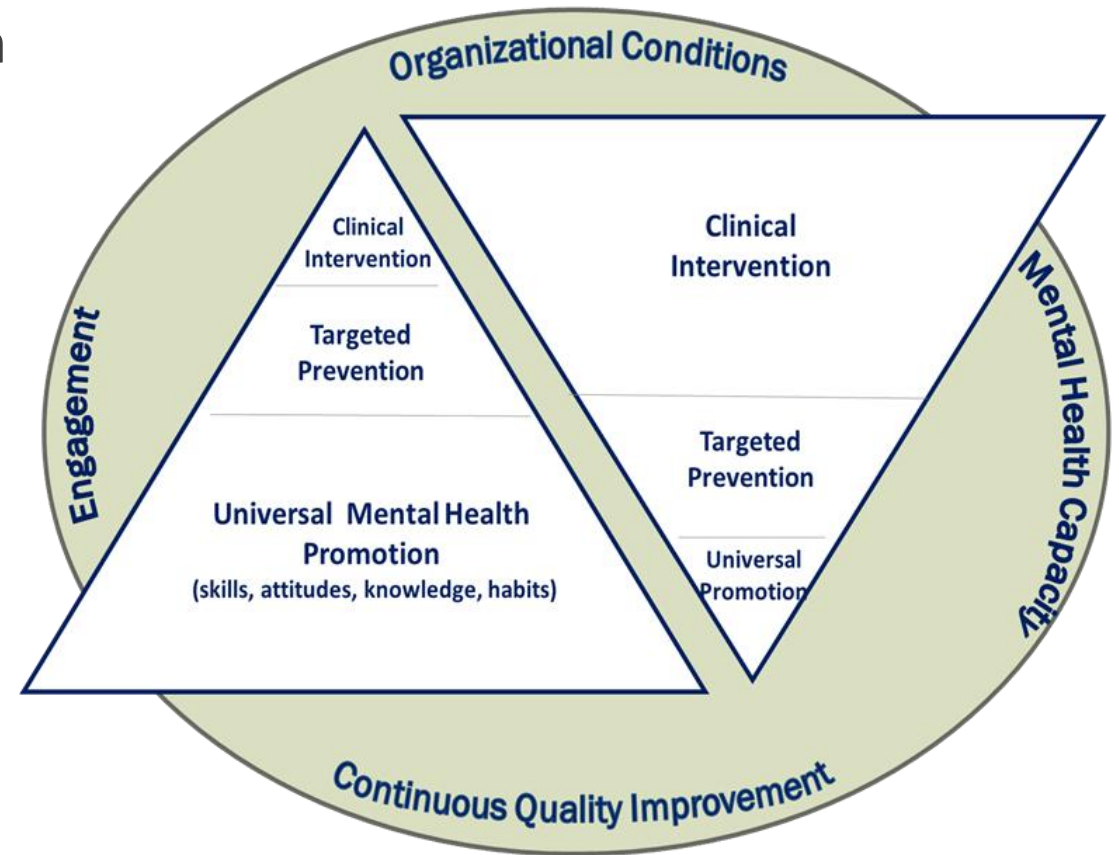 Organizational Conditions
Clinical
Intervention
Targeted
Prevention
Universal Mental Health
Promotion
(skills, attitudes, knowledge, habits)
Clinical
Intervention
Targeted
Prevention
Universal
Promotion
Engagement
Mental Health Capacity
Continuous Quality Improvement